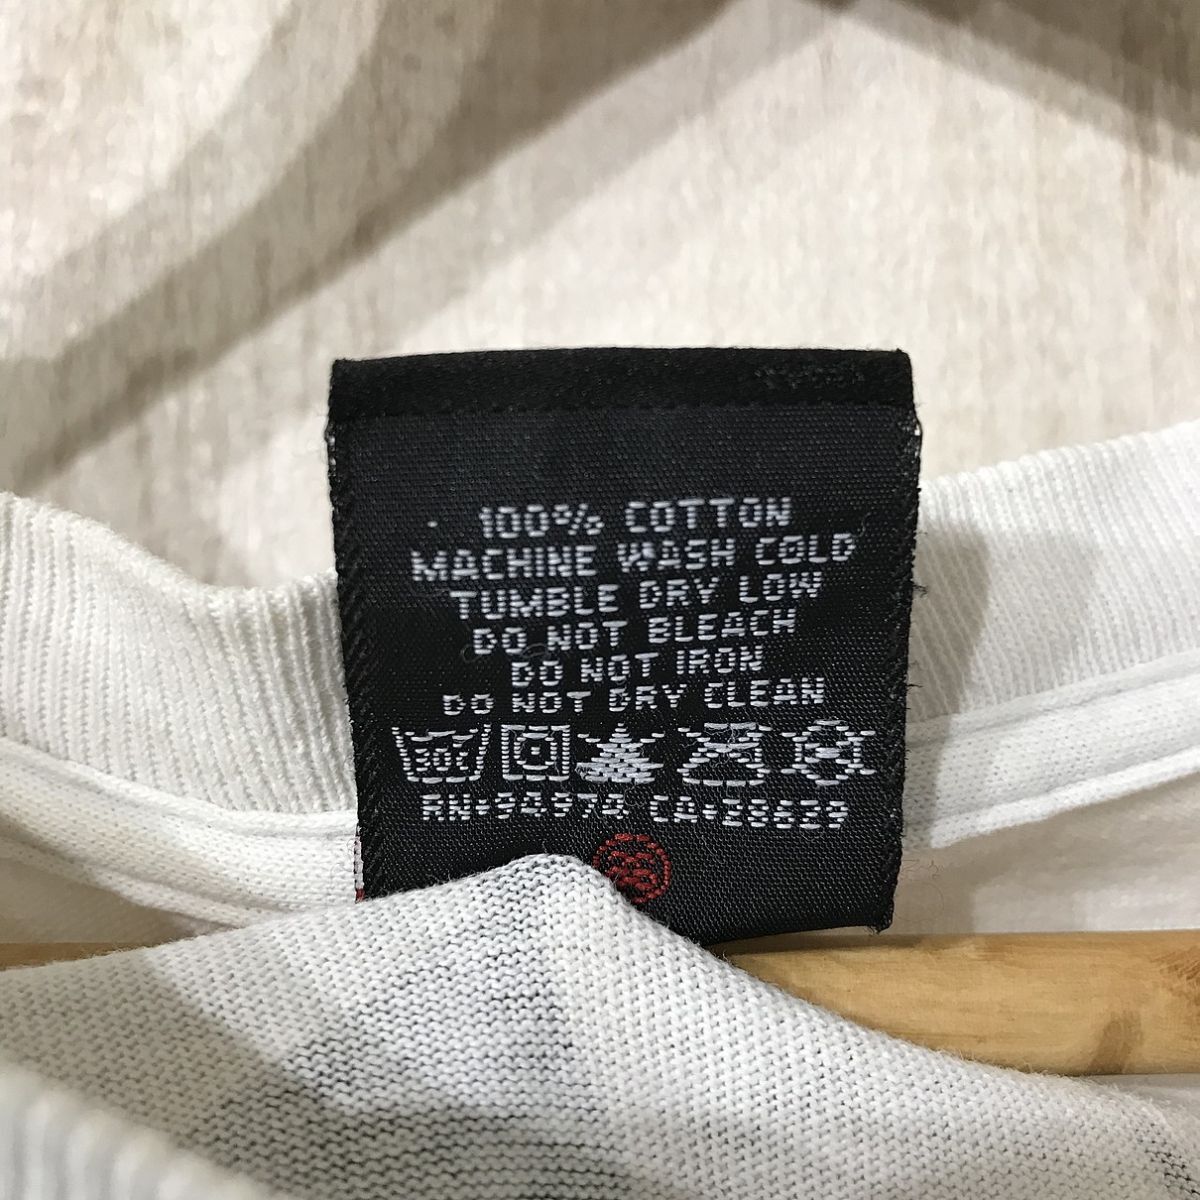 100% COTTON
MACHINE WASH COLD
TUMBLE DRY LOW
DO NOT BLEACH
DO NOT IRON
DO NOT DRY CLEAN
30c
RN:94974 CA:28629